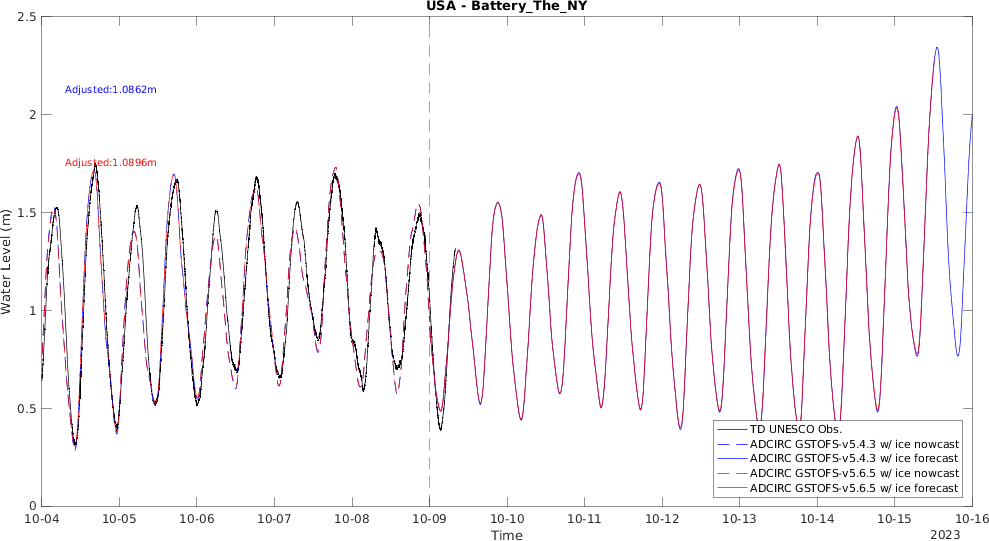 USA - Battery_The_NY
2.5
2
1.5
1
0.5
0
Water Level (m)
Adjusted:1.0862m
Adjusted:1.0896m
TD UNESCO Obs.
ADCIRC GSTOFS-v5.4.3 w/ ice nowcast
ADCIRC GSTOFS-v5.4.3 w/ ice forecast
ADCIRC GSTOFS-v5.6.5 w/ ice nowcast
ADCIRC GSTOFS-v5.6.5 w/ ice forecast
10-04 10-05 10-06 10-07 10-08 10-09 10-10 10-11 10-12 10-13 10-14 10-15 10-16
Time
2023